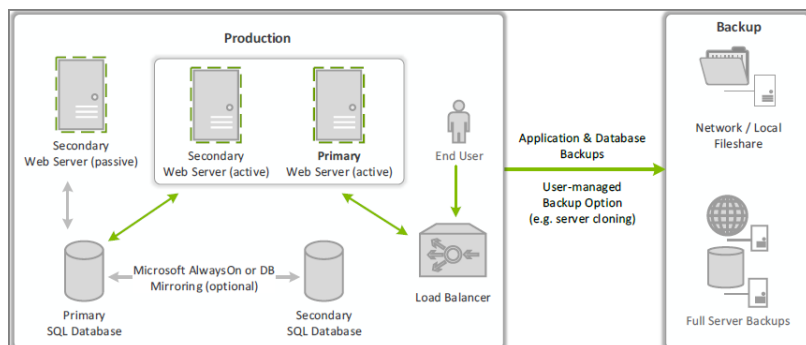 Production
Secondary
Web Server (passive)
Secondary
Web Server (active)
Primary
Web Server (active)
End User
Primary
SQL Database
Microsoft AlwaysOn or DB
Mirroring (optional)
Secondary
SQL Database
Load Balancer
Application & Database
Backups
User-managed
Backup Option
(e.g. server cloning)
Backup
Network / Local
Fileshare
Full Server Backups